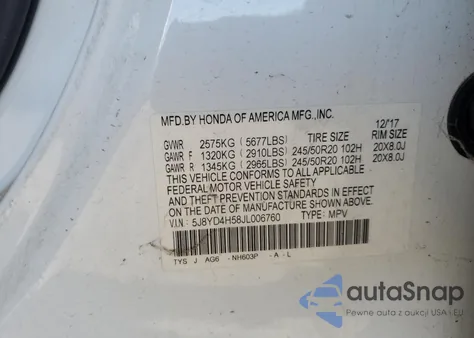 MFD.BY HONDA OF AMERICA MFG.,INC.
12/17
GVWR 2575KG (5677LBS) TIRE SIZE RIM SIZE
GAWR F 1320KG (2910LBS) 245/50R20 102H 20X8.0J
GAWR R 1345KG (2965LBS) 245/50R20 102H 20X8.0J
THIS VEHICLE CONFORMS TO ALL APPLICABLE
FEDERAL MOTOR VEHICLE SAFETY
AND THEFT PREVENTION STANDARDS IN EFFECT ON THE
DATE OF MANUFACTURE SHOWN ABOVE.
V.I.N: 5J8YD4H58JL006760 TYPE: MPV
TYS J AG6 -NH603P -A-L
autoSnap
Pewne auta z aukcji USA i EU